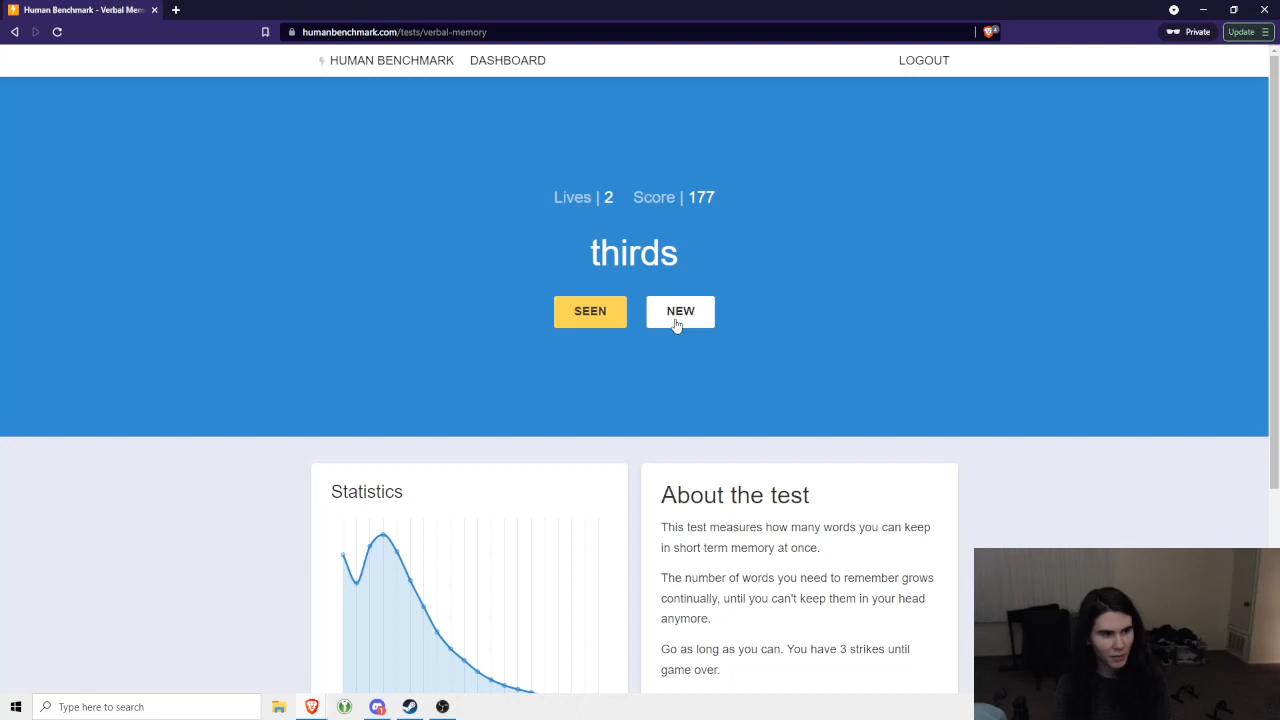 Human Benchmark - Verbal Mem
humanbenchmark.com/tests/verbal-memory
4
Private
Update
HUMAN BENCHMARK
DASHBOARD
LOGOUT
Lives | 2
Score | 177
thirds
SEEN
NEW
Statistics
About the test
This test measures how many words you can keep
in short term memory at once.
The number of words you need to remember grows
continually, until you can't keep them in your head
anymore.
Go as long as you can. You have 3 strikes until
game over.
Type here to search